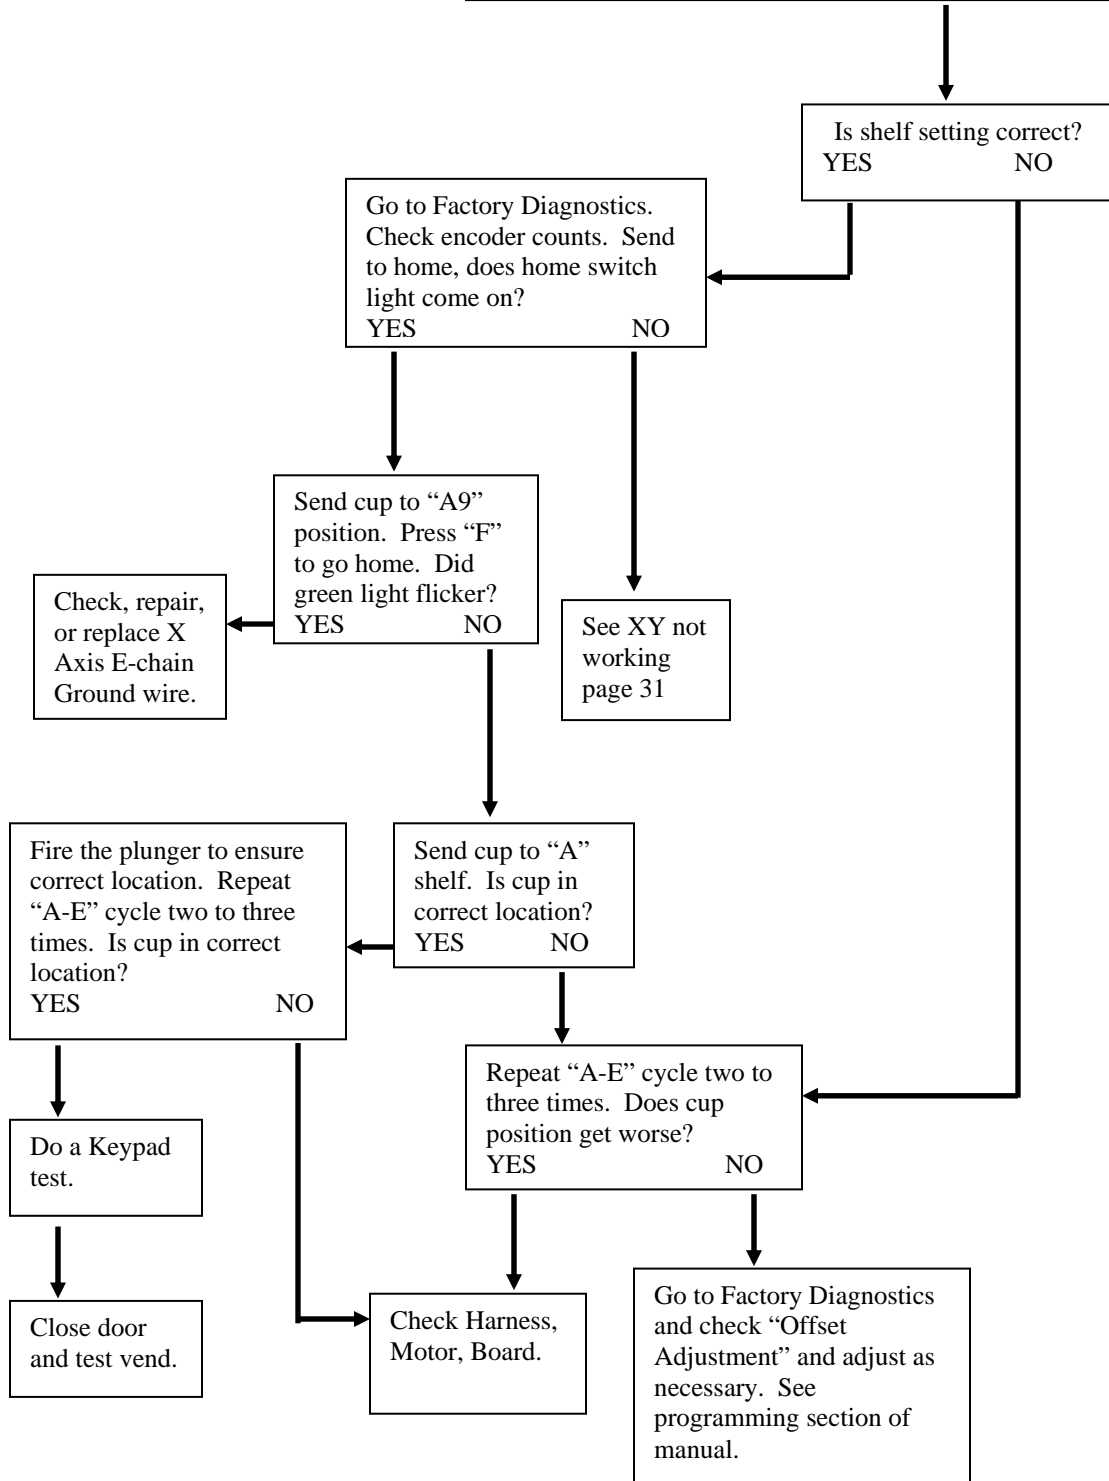 Is shelf setting correct?
YES NO
Go to Factory Diagnostics.
Check encoder counts. Send
to home, does home switch
light come on?
YES NO
Send cup to “A9”
position. Press “F”
to go home. Did
green light flicker?
YES NO
Check, repair,
or replace X
Axis E-chain
Ground wire.
See XY not
working
page 31
Fire the plunger to ensure
correct location. Repeat
“A-E” cycle two to three
times. Is cup in correct
location?
YES NO
Send cup to “A”
shelf. Is cup in
correct location?
YES NO
Repeat “A-E” cycle two to
three times. Does cup
position get worse?
YES NO
Do a Keypad
test.
Close door
and test vend.
Check Harness,
Motor, Board.
Go to Factory Diagnostics
and check “Offset
Adjustment” and adjust as
necessary. See
programming section of
manual.